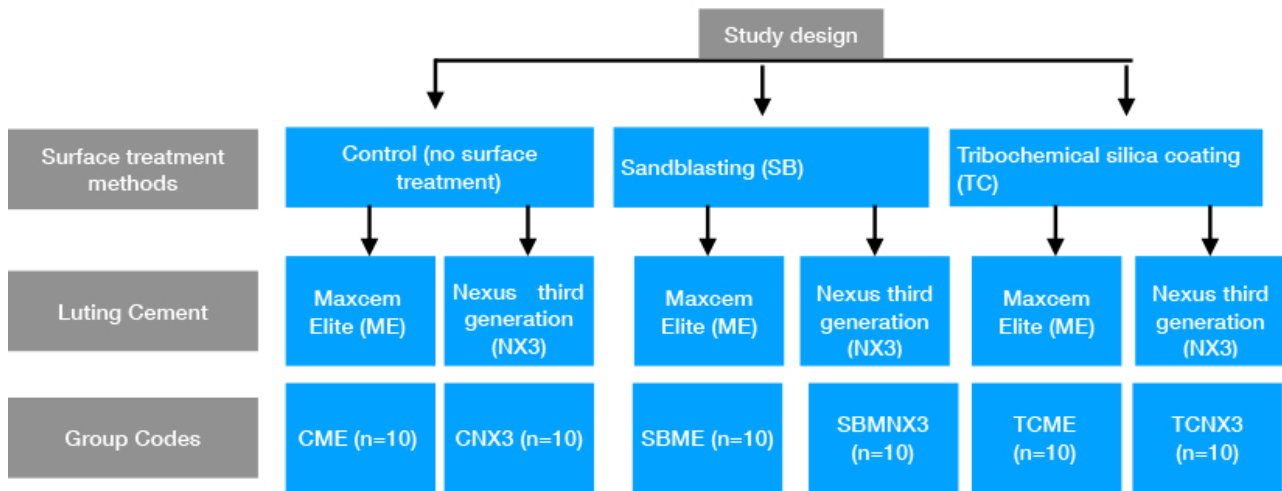 Study design
Surface treatment
methods
Control (no surface
treatment)
Sandblasting (SB)
Tribochemical silica coating
(TC)
Luting Cement
Maxcem
Elite (ME)
Nexus third
generation
(NX3)
Maxcem
Elite (ME)
Nexus third
generation
(NX3)
Maxcem
Elite (ME)
Nexus third
generation
(NX3)
Group Codes
CME (n=10)
CNX3 (n=10)
SBME (n=10)
SBMNX3
(n=10)
TCME
(n=10)
TCNX3
(n=10)